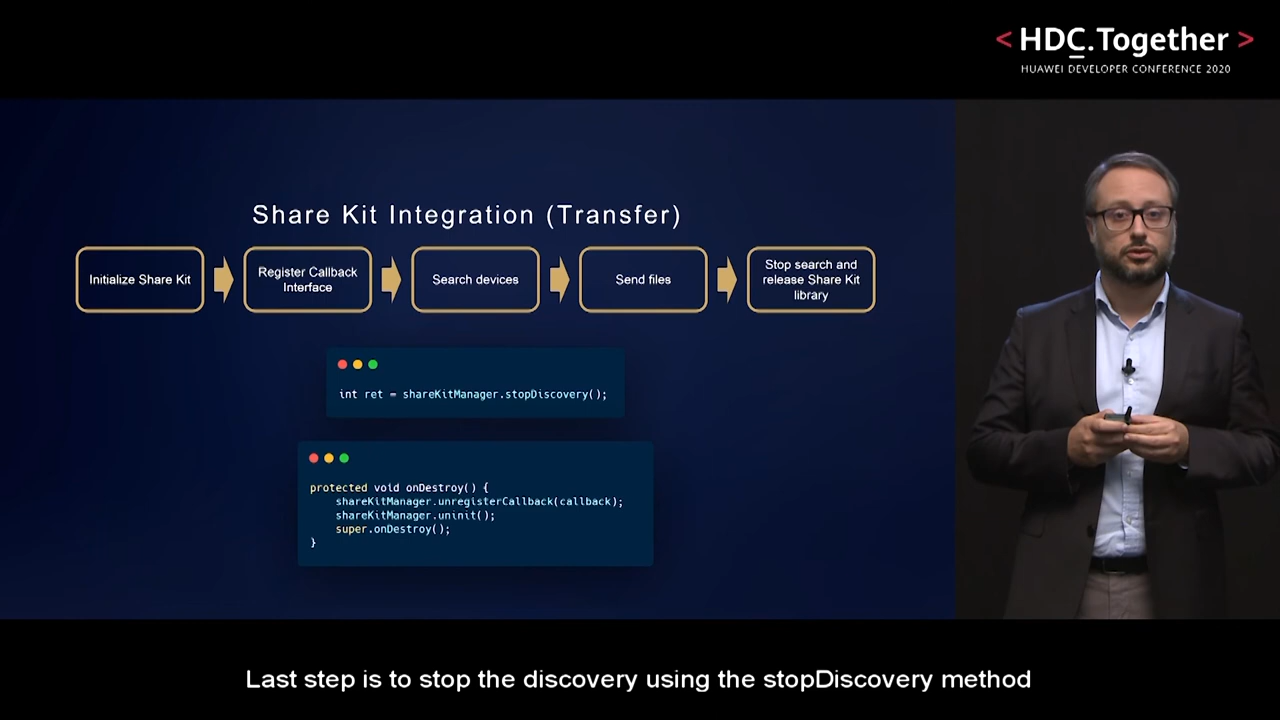 < HDC.Together >
HUAWEI DEVELOPER CONFERENCE 2020
Share Kit Integration (Transfer)
Initialize Share Kit
Register Callback
Interface
Search devices
Send files
Stop search and
release Share Kit
library
int ret = shareKitManager.stopDiscovery();
protected void onDestroy() {
    shareKitManager.unregisterCallback(callback);
    shareKitManager.uninit();
    super.onDestroy();
}
Last step is to stop the discovery using the stopDiscovery method